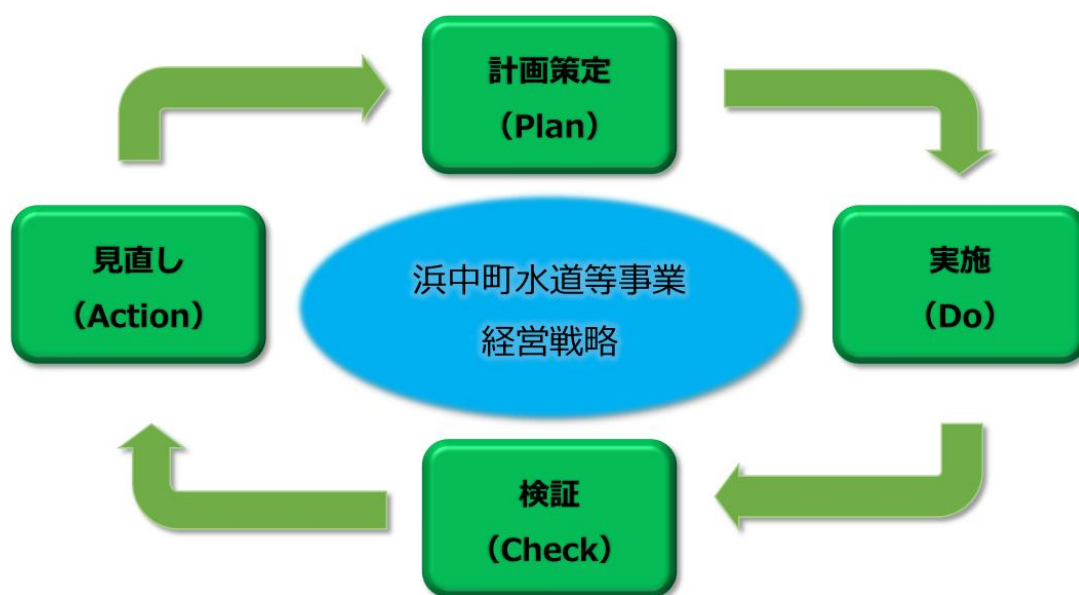 計画策定
（Plan）
見直し
（Action）
浜中町水道等事業
経営戦略
実施
（Do）
検証
（Check）